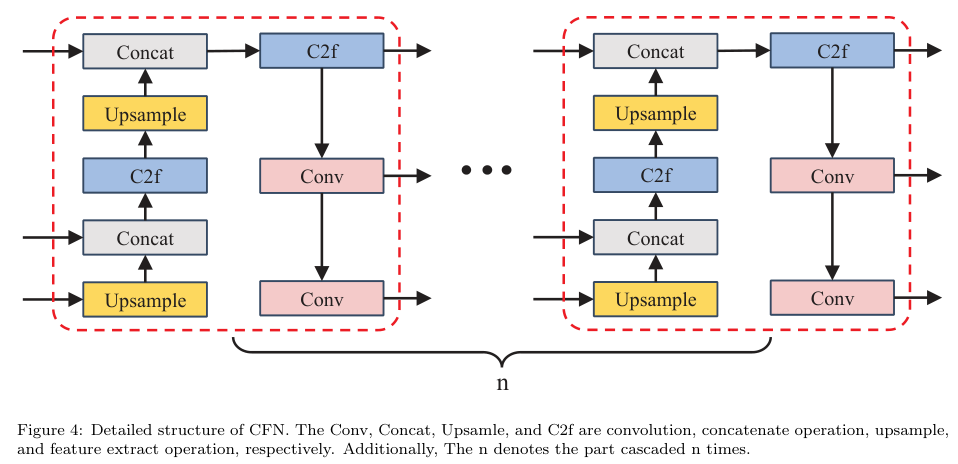 Concat
C2f
Upsample
C2f
Conv
Concat
Upsample
Conv
•••
Concat
C2f
Upsample
C2f
Conv
Concat
Upsample
Conv
n
Figure 4: Detailed structure of CFN. The Conv, Concat, Upsamle, and C2f are convolution, concatenate operation, upsample,
and feature extract operation, respectively. Additionally, The n denotes the part cascaded n times.